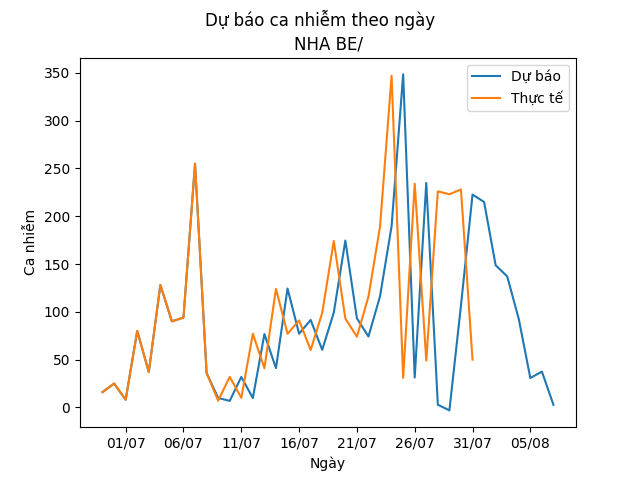 Dự báo ca nhiễm theo ngày
NHA BE/
Dự báo
Thực tế
Ca nhiễm
350
300
250
200
150
100
50
0
01/07 06/07 11/07 16/07 21/07 26/07 31/07 05/08
Ngày